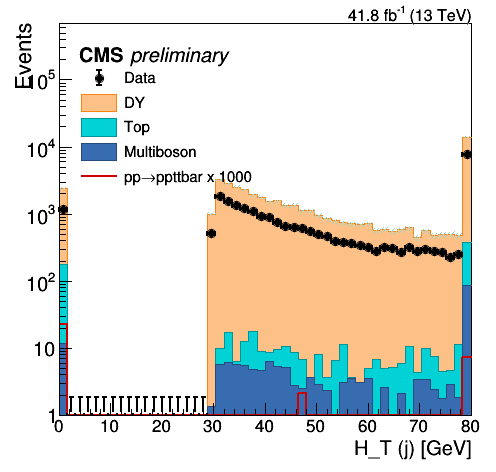 41.8 fb⁻¹ (13 TeV)
Events
CMS preliminary
Data
DY
Top
Multiboson
pp→ppttbar x 1000
10⁵
10⁴
10³
10²
10
1
0 10 20 30 40 50 60 70 80
H_T (j) [GeV]